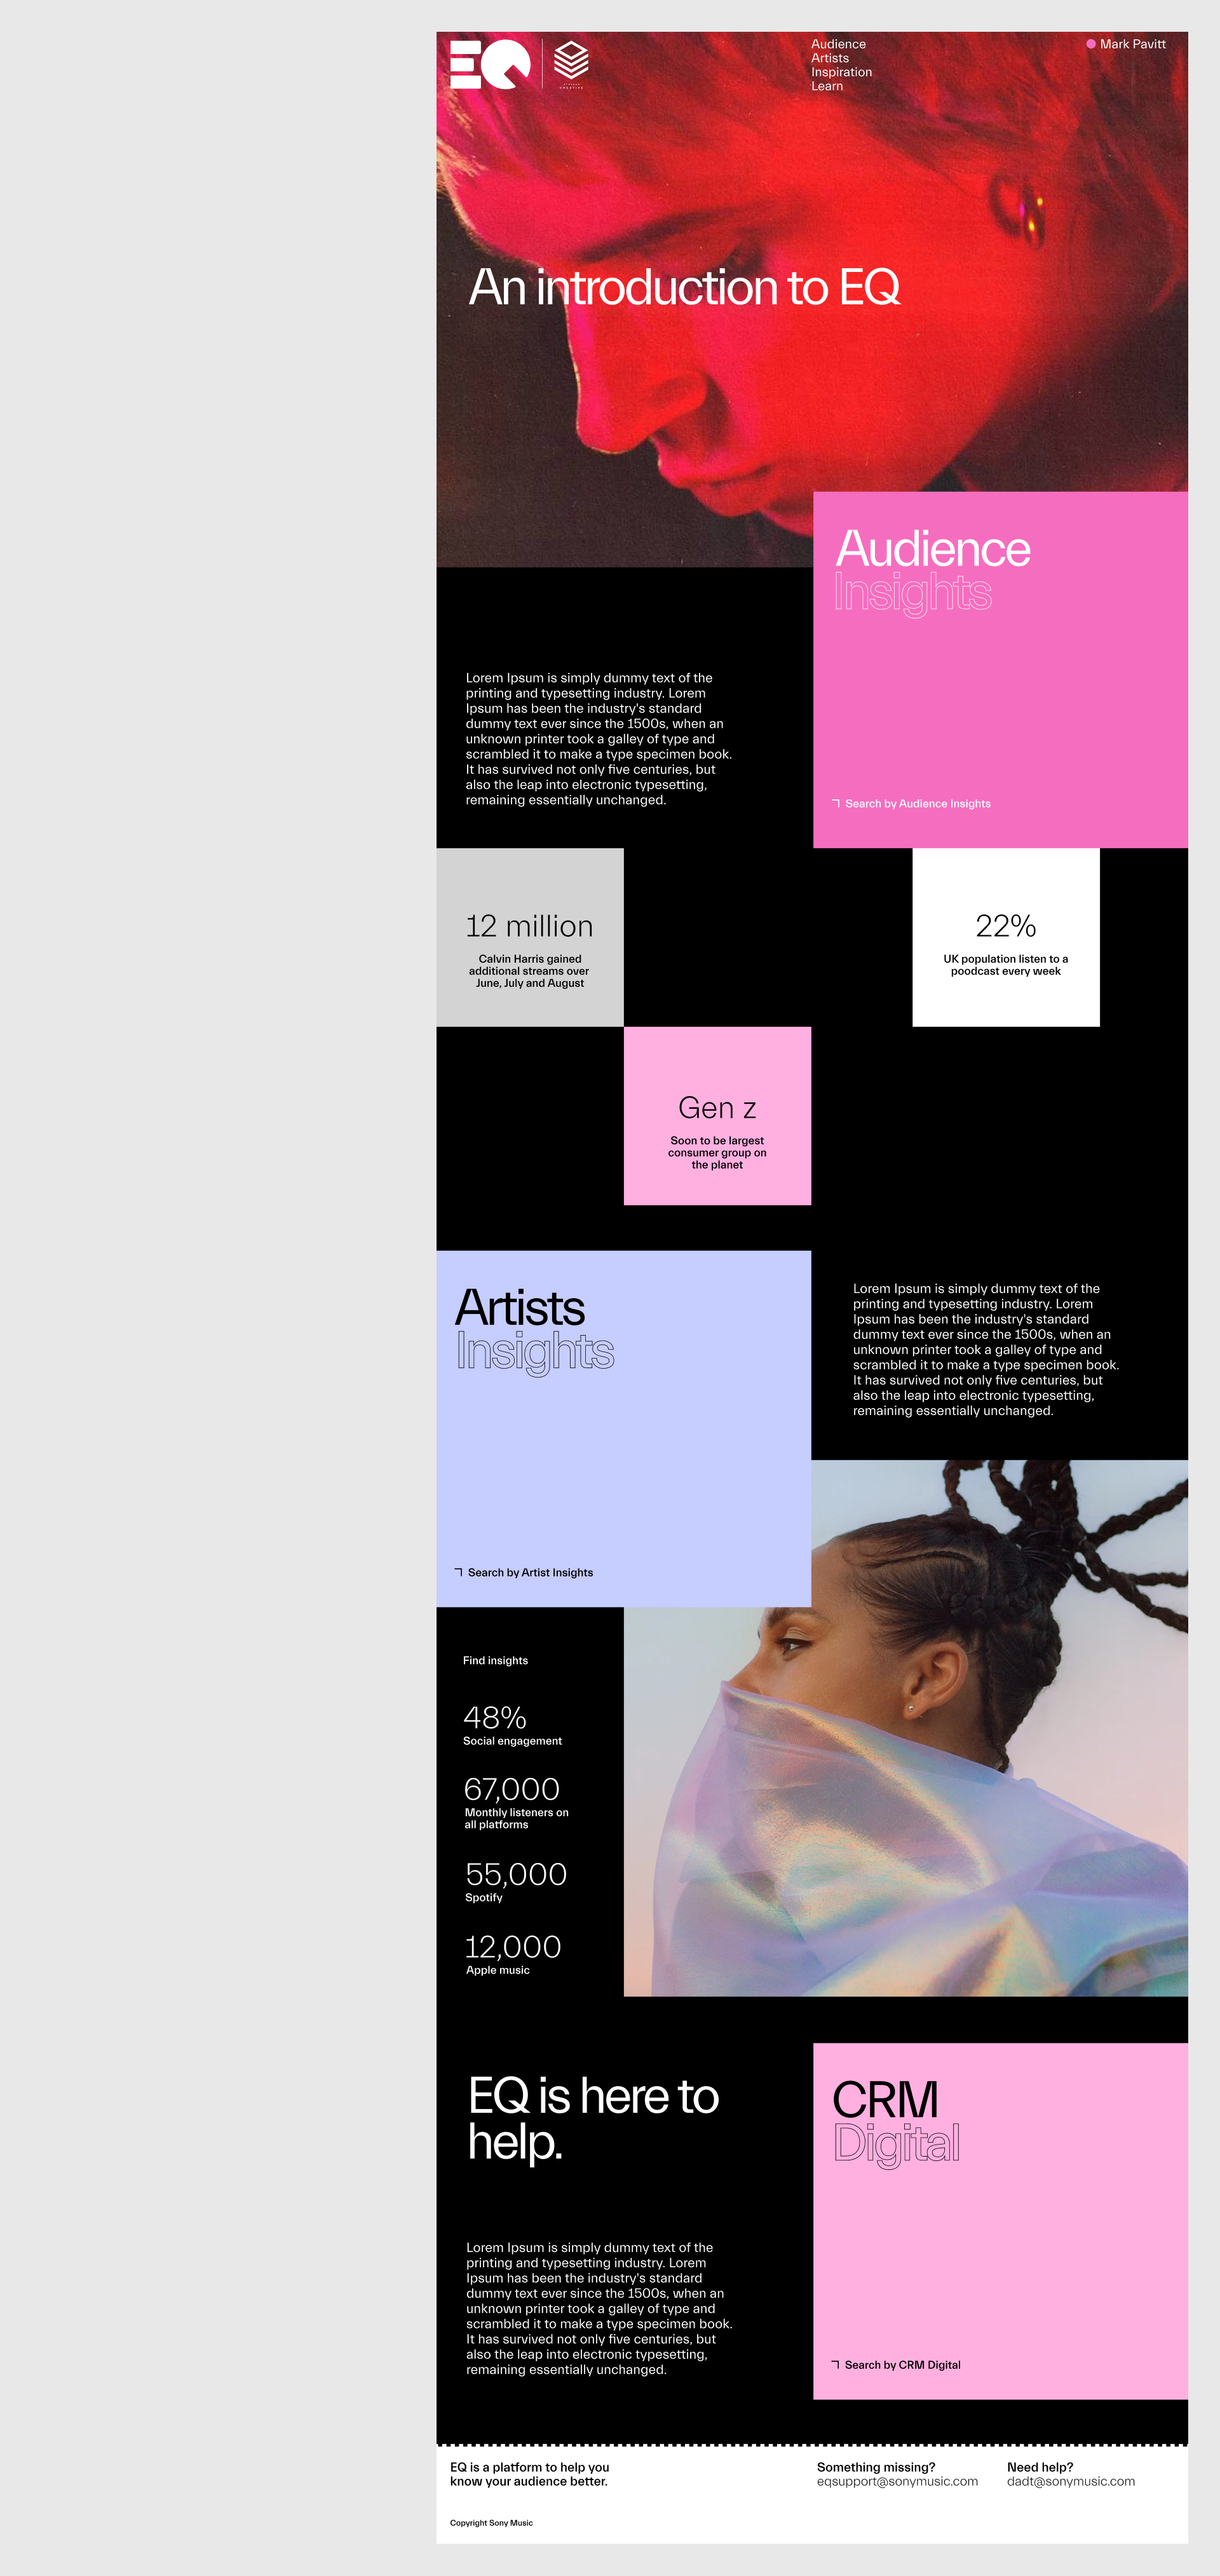 EQ
Audience
Artists
Inspiration
Learn
Mark Pavitt
An introduction to EQ
Audience
Insights
Lorem Ipsum is simply dummy text of the
printing and typesetting industry. Lorem
Ipsum has been the industry's standard
dummy text ever since the 1500s, when an
unknown printer took a galley of type and
scrambled it to make a type specimen book.
It has survived not only five centuries, but
also the leap into electronic typesetting,
remaining essentially unchanged.
Search by Audience Insights
12 million
Calvin Harris gained
additional streams over
June, July and August
22%
UK population listen to a
poodcast every week
Gen z
Soon to be largest
consumer group on
the planet
Artists
Insights
Search by Artist Insights
Lorem Ipsum is simply dummy text of the
printing and typesetting industry. Lorem
Ipsum has been the industry's standard
dummy text ever since the 1500s, when an
unknown printer took a galley of type and
scrambled it to make a type specimen book.
It has survived not only five centuries, but
also the leap into electronic typesetting,
remaining essentially unchanged.
Find insights
48%
Social engagement
67,000
Monthly listeners on
all platforms
55,000
Spotify
12,000
Apple music
EQ is here to
help.
Lorem Ipsum is simply dummy text of the
printing and typesetting industry. Lorem
Ipsum has been the industry's standard
dummy text ever since the 1500s, when an
unknown printer took a galley of type and
scrambled it to make a type specimen book.
It has survived not only five centuries, but
also the leap into electronic typesetting,
remaining essentially unchanged.
CRM
Digital
Search by CRM Digital
EQ is a platform to help you
know your audience better.
Something missing?
eqsupport@sonymusic.com
Need help?
dadt@sonymusic.com
Copyright Sony Music